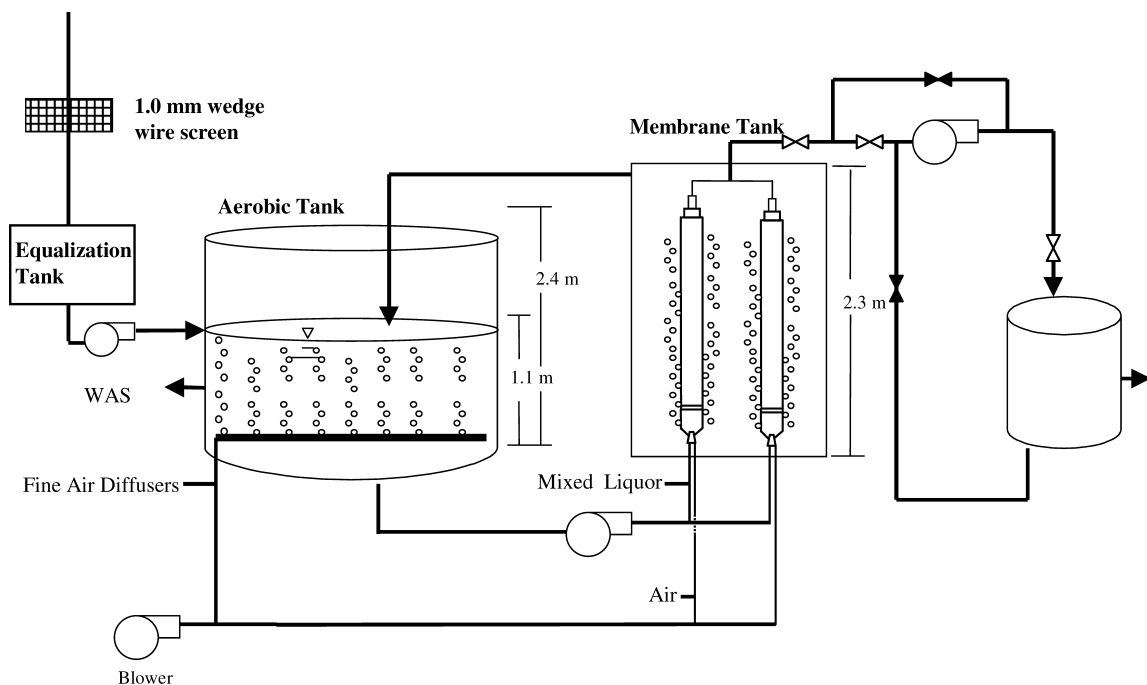 1.0 mm wedge
wire screen
Membrane Tank
Aerobic Tank
Equalization
Tank
2.4 m
2.3 m
1.1 m
WAS
Fine Air Diffusers
Mixed Liquor
Air
Blower